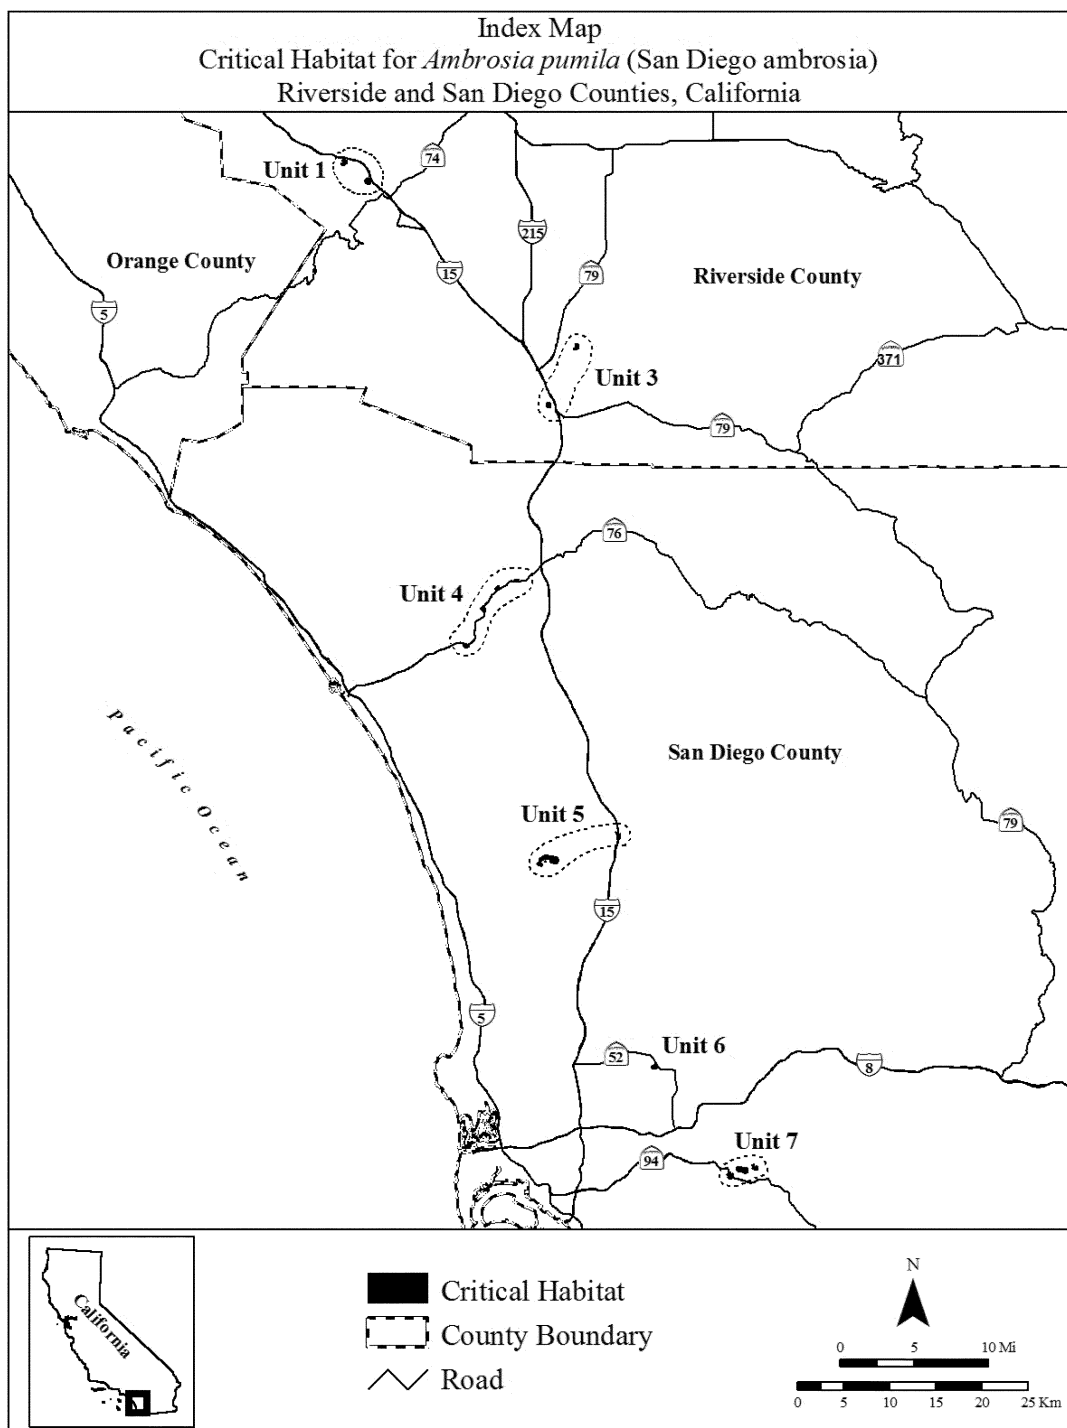 Index Map
Critical Habitat for Ambrosia pumila (San Diego ambrosia)
Riverside and San Diego Counties, California
Unit 1
74
215
Orange County
15
79
Riverside County
5
371
Unit 3
79
76
Unit 4
Pacific Ocean
San Diego County
Unit 5
79
15
5
52
Unit 6
8
94
Unit 7
California
Critical Habitat
County Boundary
Road
N
0 5 10 Mi
0 5 10 15 20 25 Km